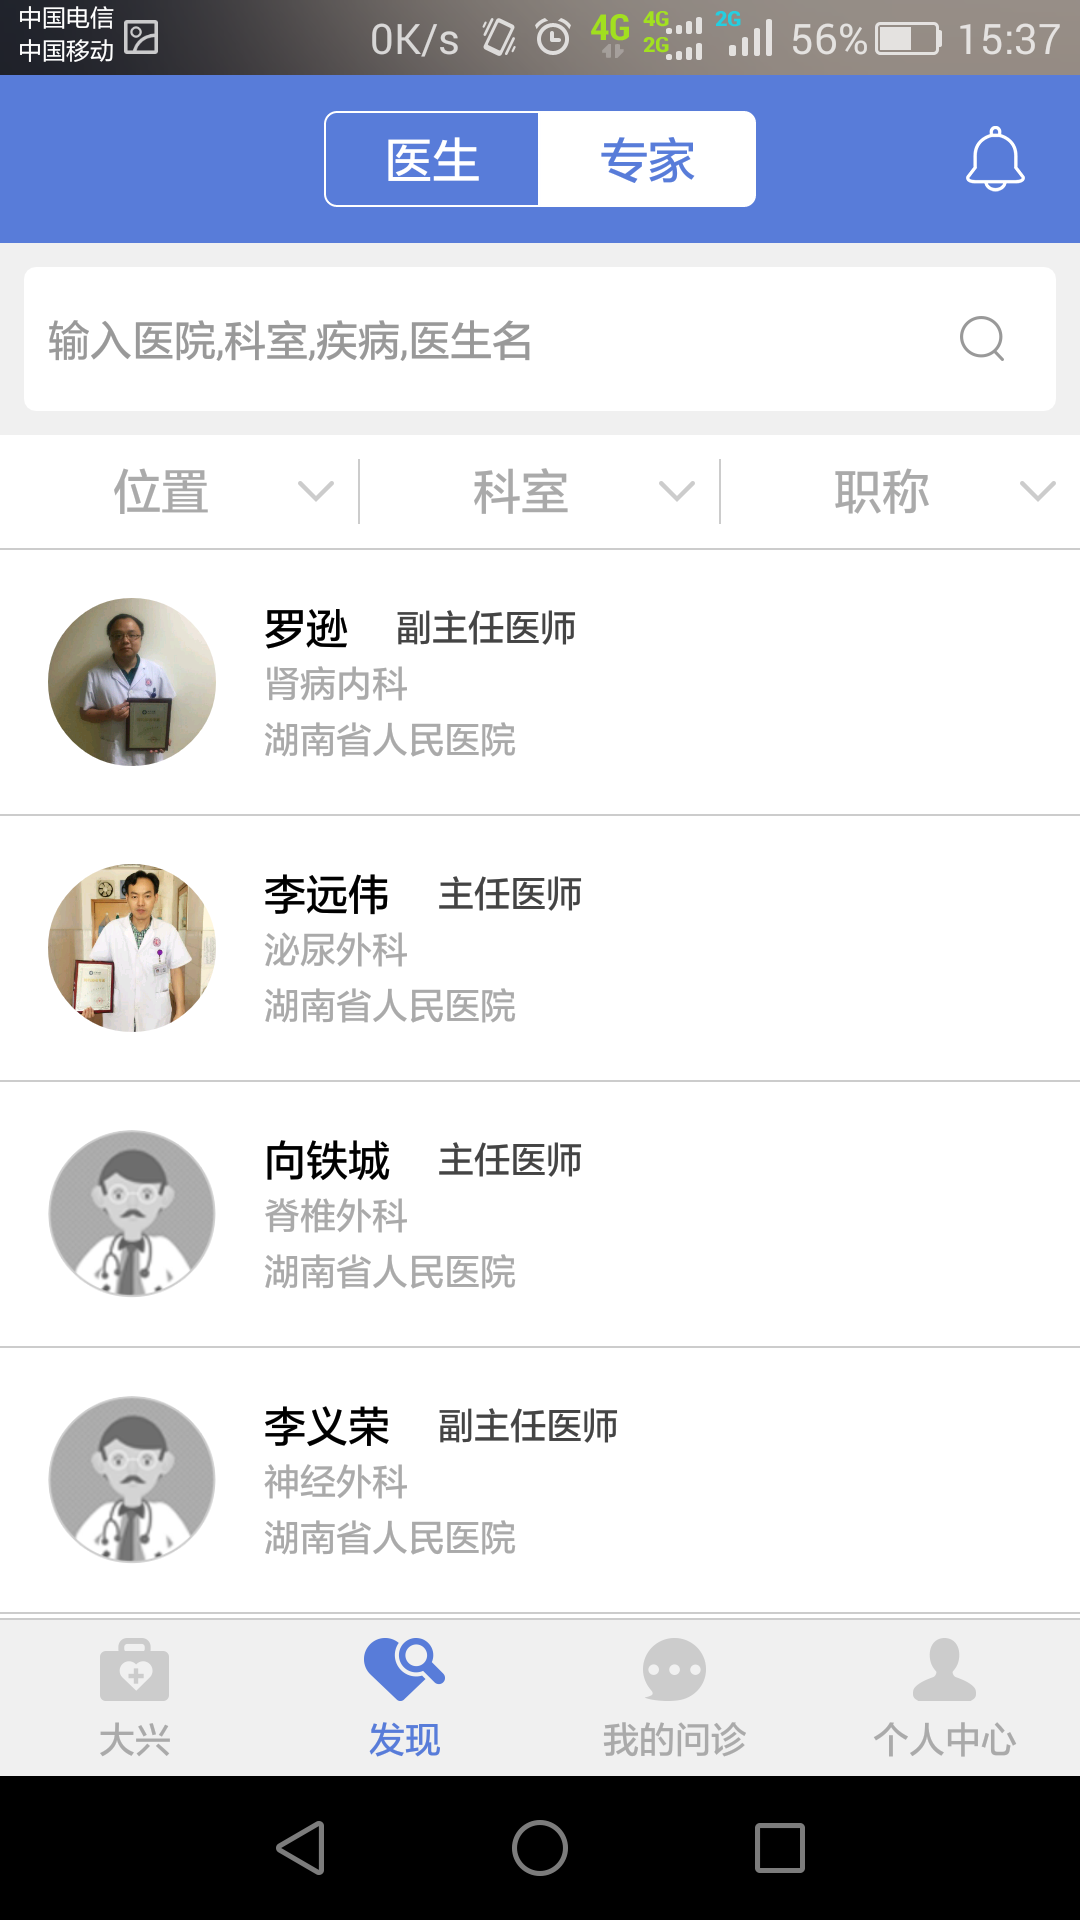 中国电信
中国移动
0K/s 4G 4G 2G 2G 56% 15:37
医生 专家
输入医院,科室,疾病,医生名
位置 科室 职称
罗逊 副主任医师
肾病内科
湖南省人民医院
李远伟 主任医师
泌尿外科
湖南省人民医院
向铁城 主任医师
脊椎外科
湖南省人民医院
李义荣 副主任医师
神经外科
湖南省人民医院
大兴 发现 我的问诊 个人中心